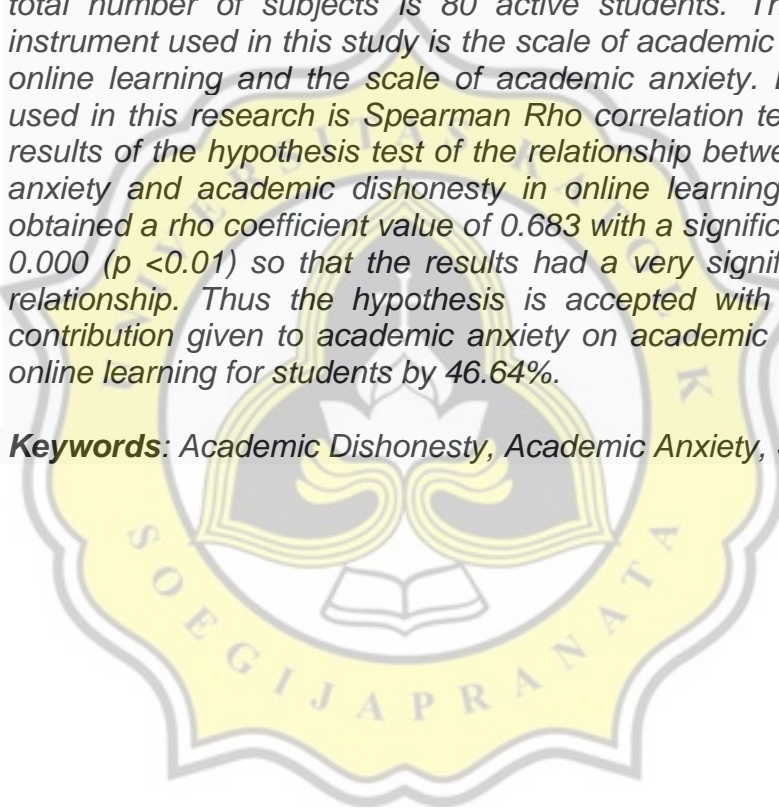 total number of subjects is 80 active students. Th
instrument used in this study is the scale of academic
online learning and the scale of academic anxiety.
used in this research is Spearman Rho correlation te
results of the hypothesis test of the relationship betwe
anxiety and academic dishonesty in online learning
obtained a rho coefficient value of 0.683 with a signific
0.000 (p <0.01) so that the results had a very signif
relationship. Thus the hypothesis is accepted with
contribution given to academic anxiety on academic
online learning for students by 46.64%.
Keywords: Academic Dishonesty, Academic Anxiety,
UNIVERSITAS KATOLIK
SOEGIJAPRANATA